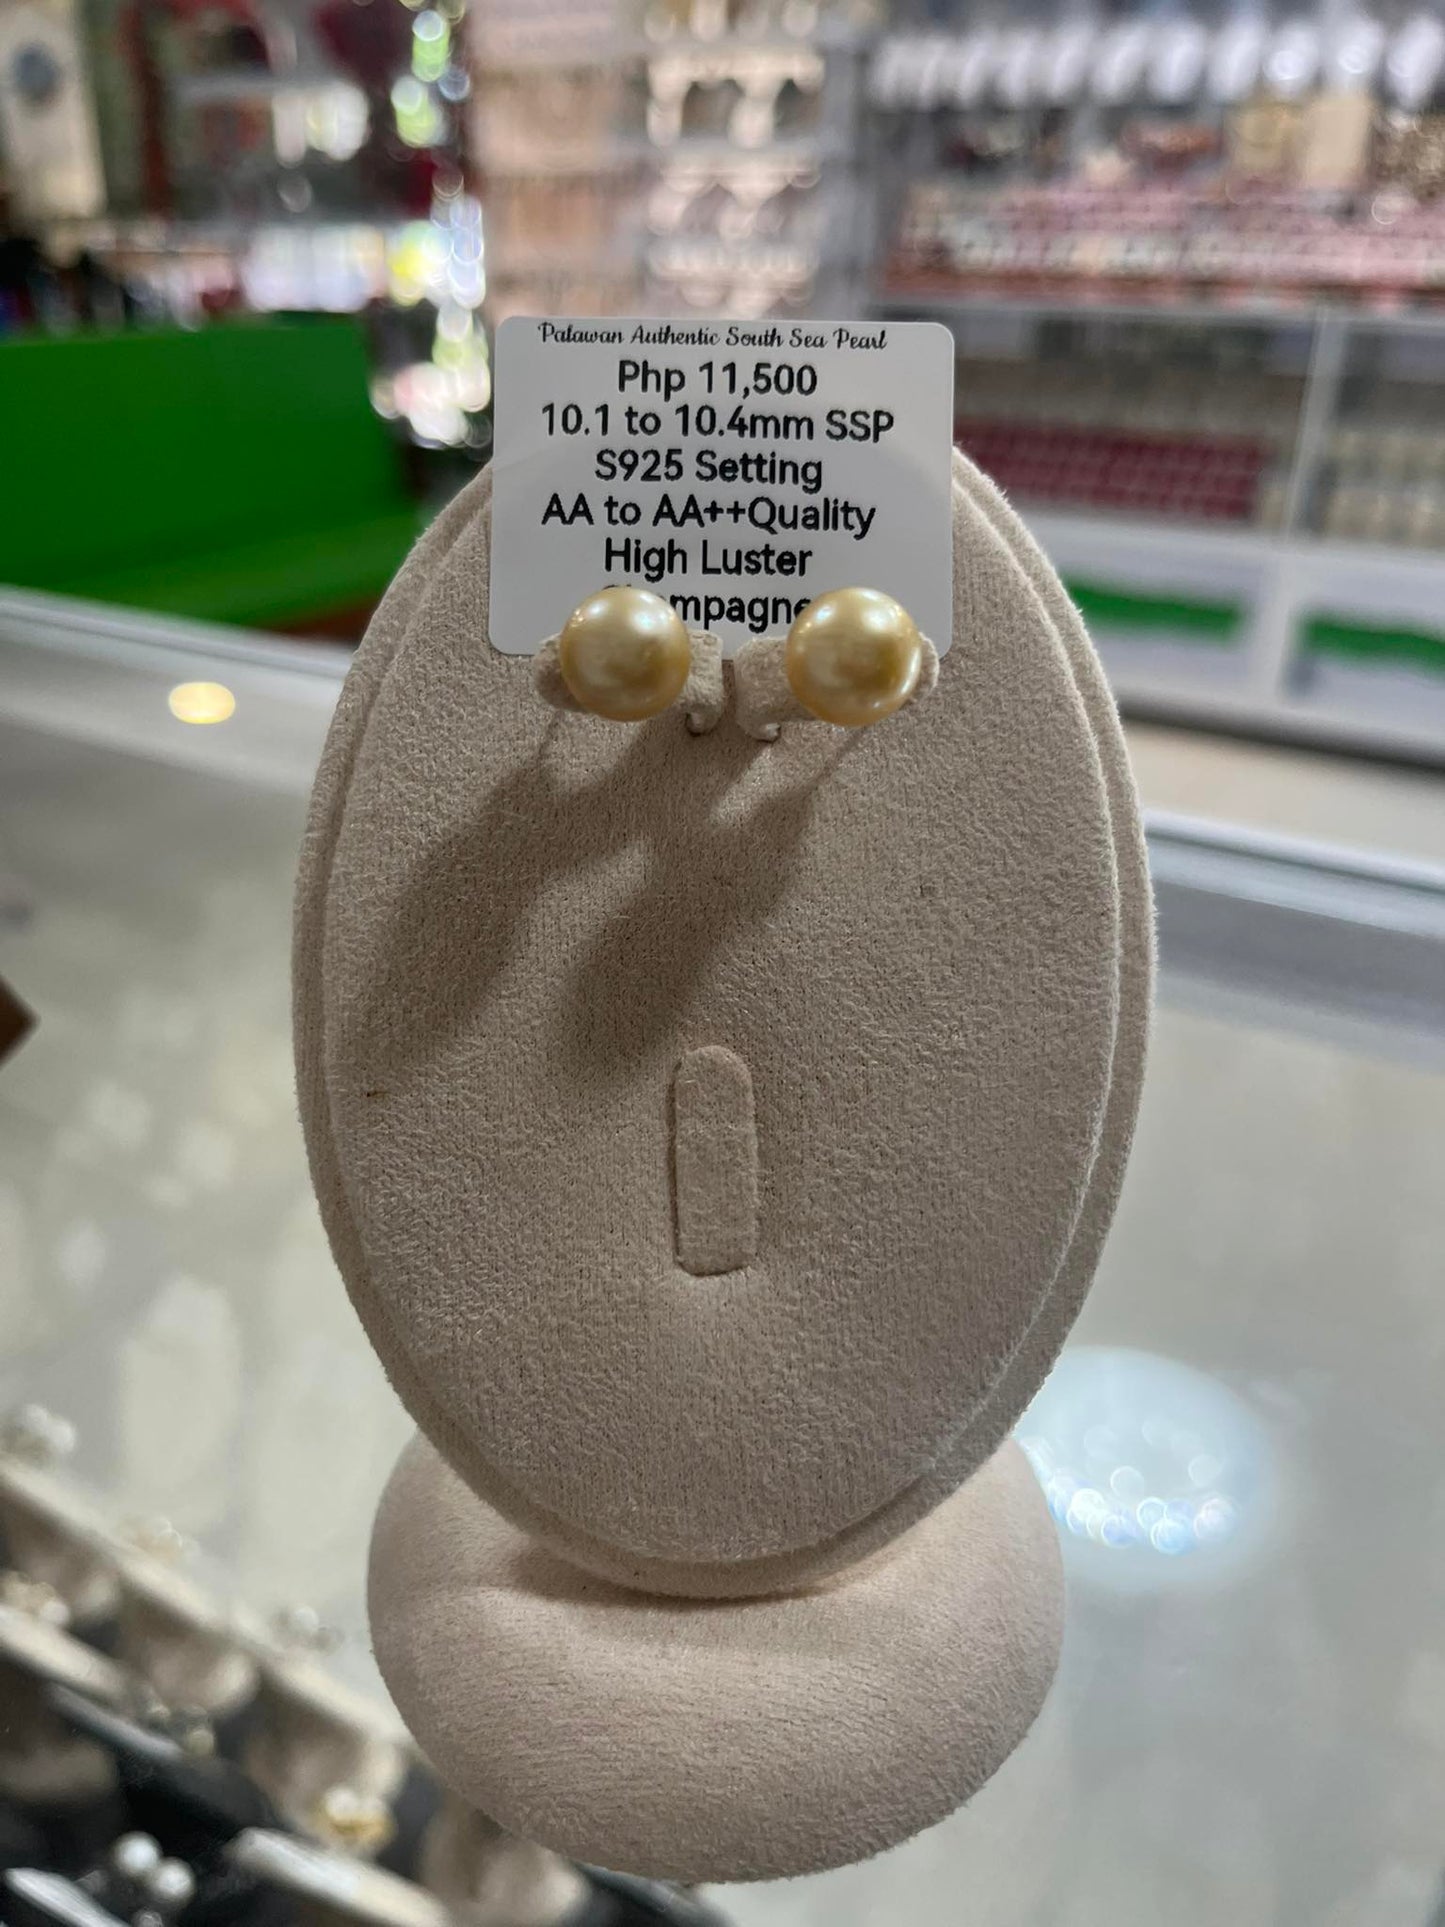 Palawan Authentic South Sea Pearl
Php 11,500
10.1 to 10.4mm SSP
S925 Setting
AA to AA++Quality
High Luster